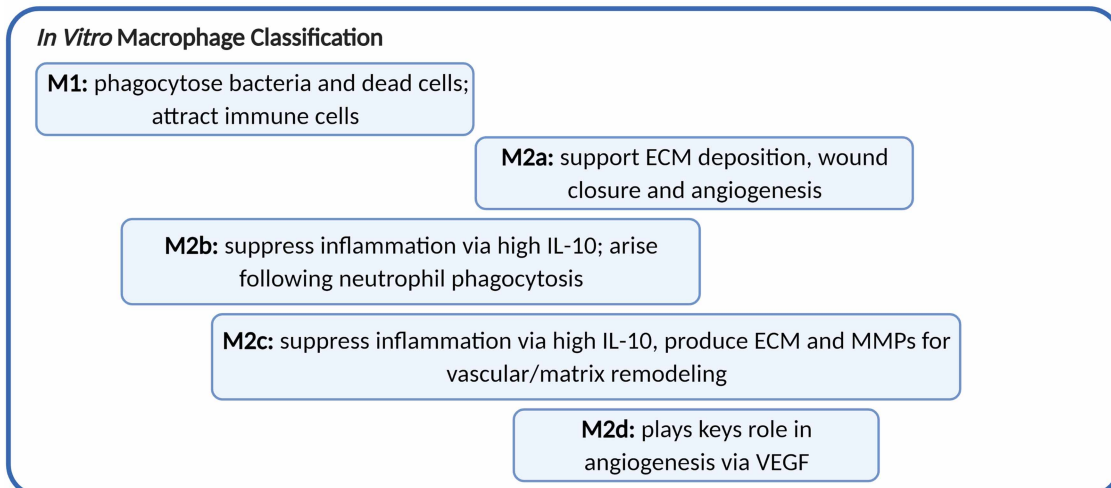 In Vitro Macrophage Classification
M1: phagocytose bacteria and dead cells;
attract immune cells
M2a: support ECM deposition, wound
closure and angiogenesis
M2b: suppress inflammation via high IL-10; arise
following neutrophil phagocytosis
M2c: suppress inflammation via high IL-10, produce ECM and MMPs for
vascular/matrix remodeling
M2d: plays keys role in
angiogenesis via VEGF